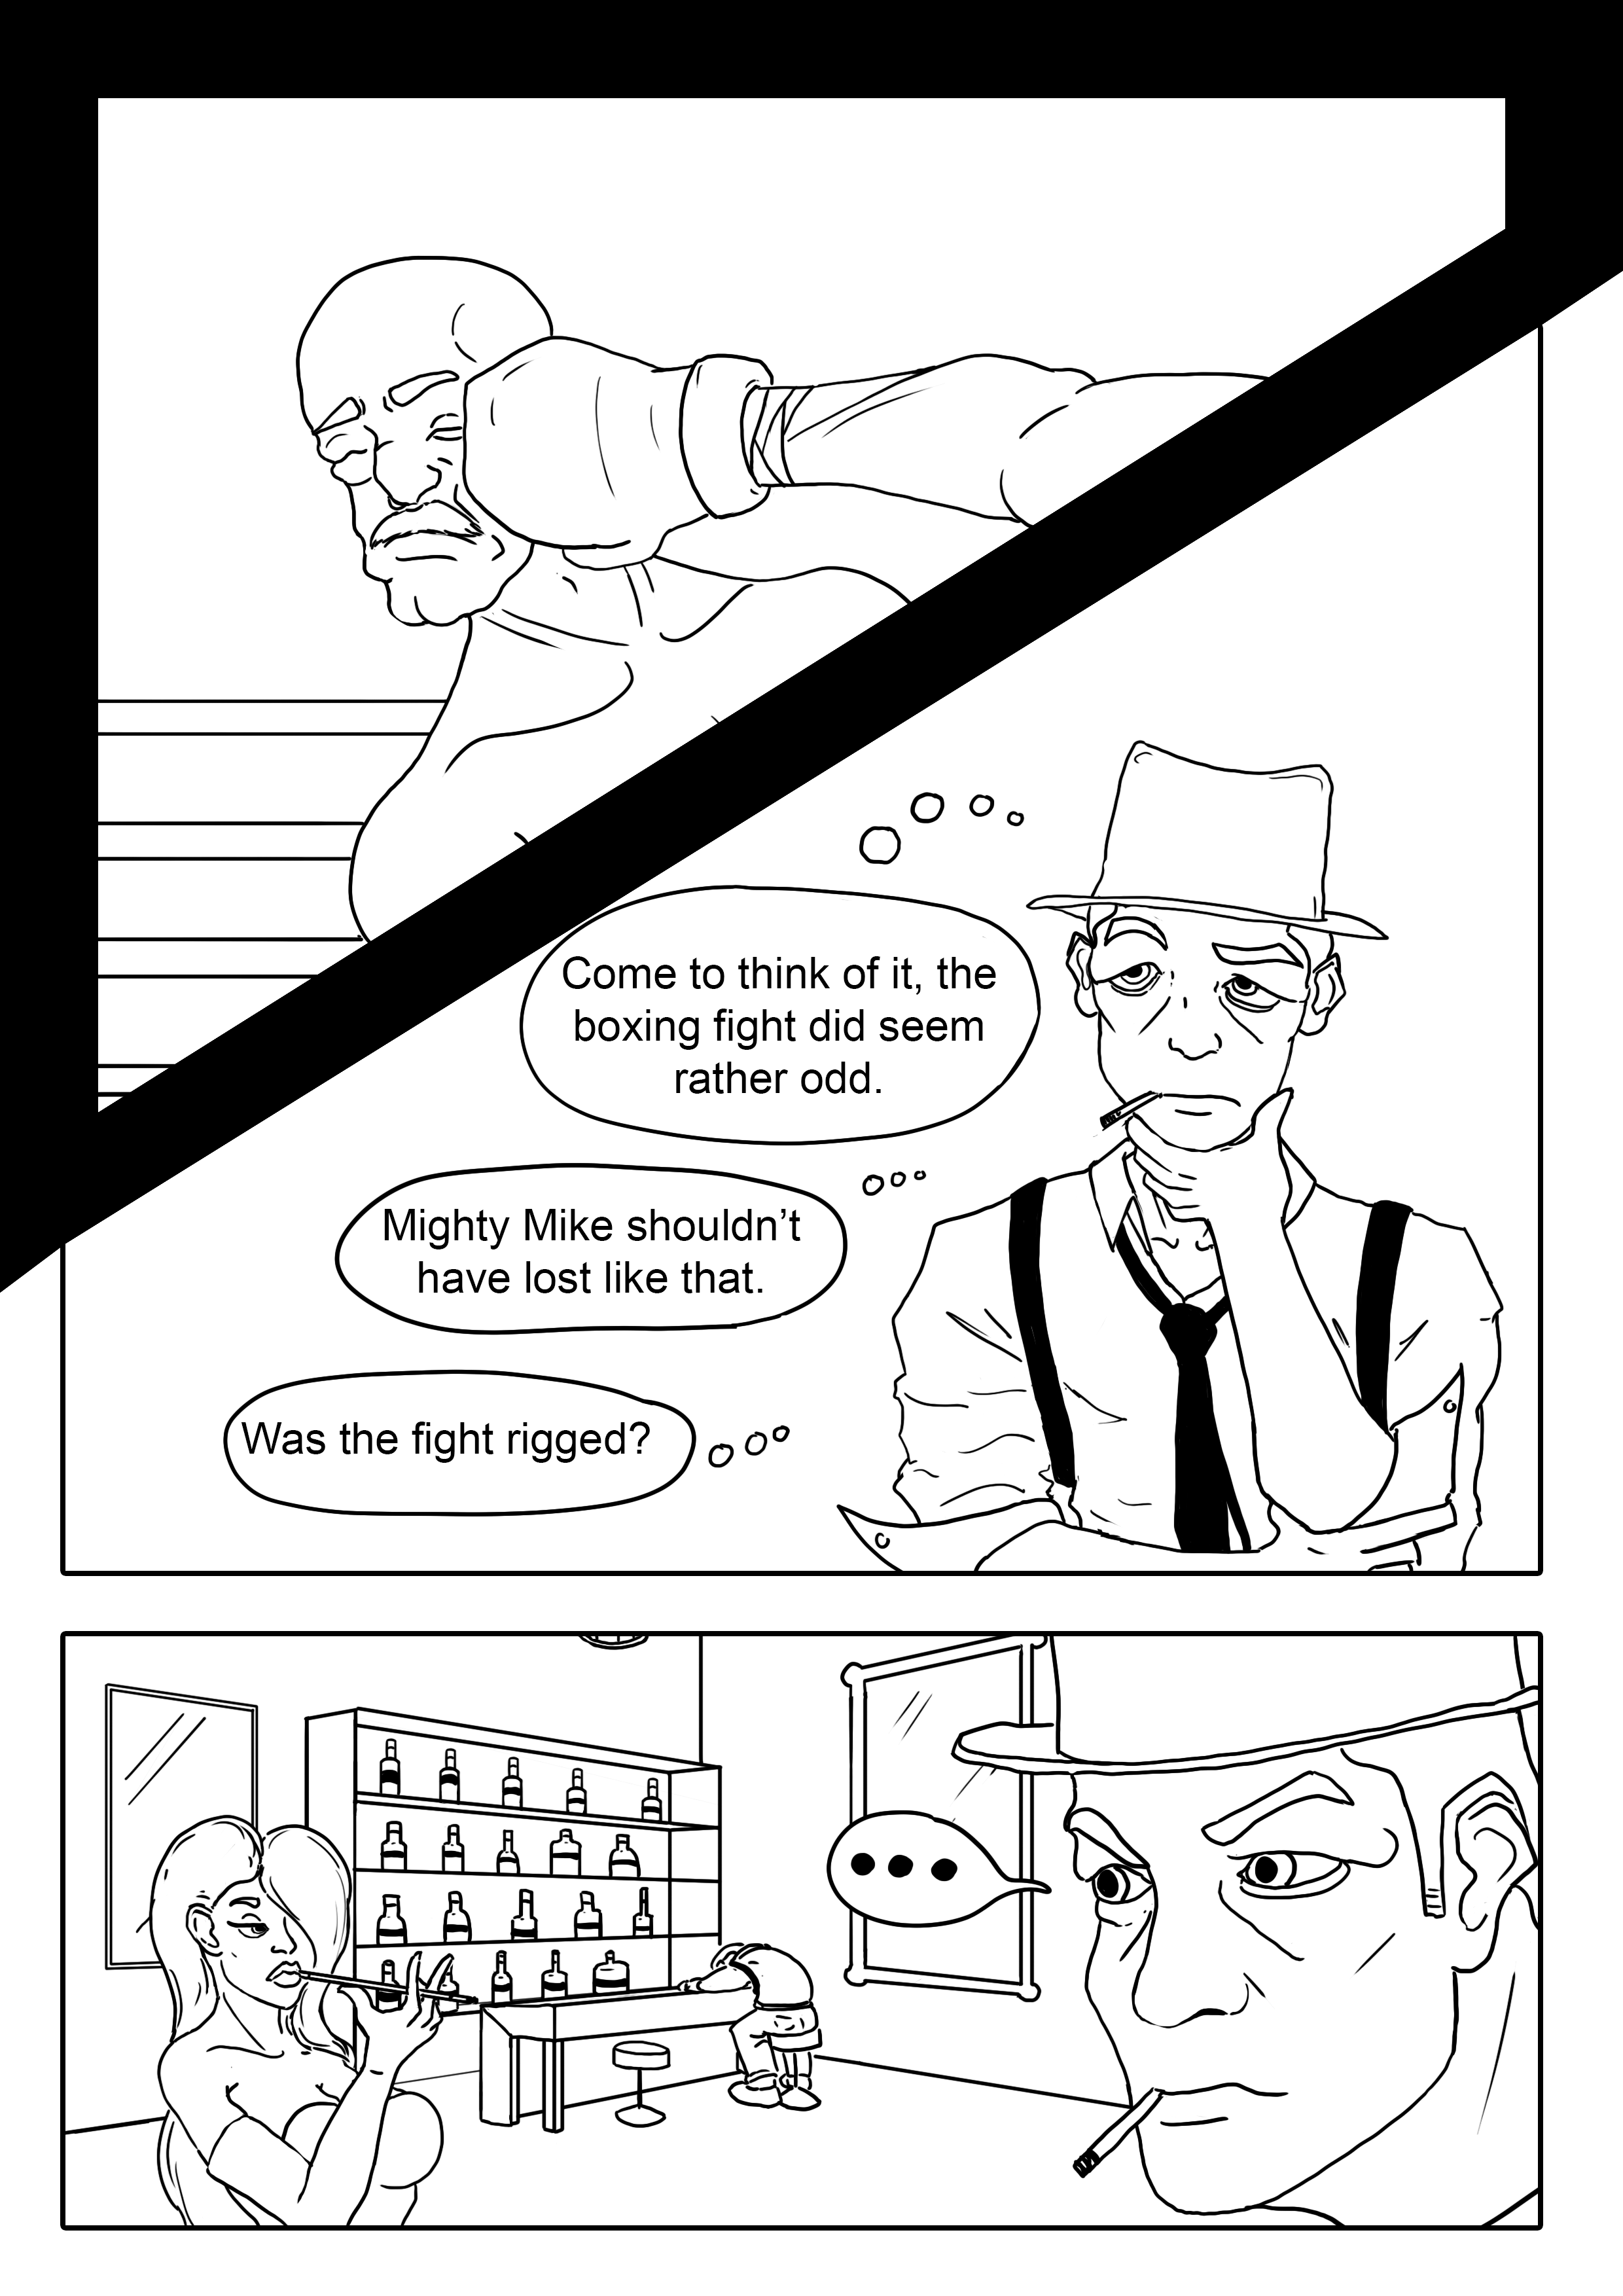 Come to think of it, the
boxing fight did seem
rather odd.
Mighty Mike shouldn’t
have lost like that.
Was the fight rigged?
...